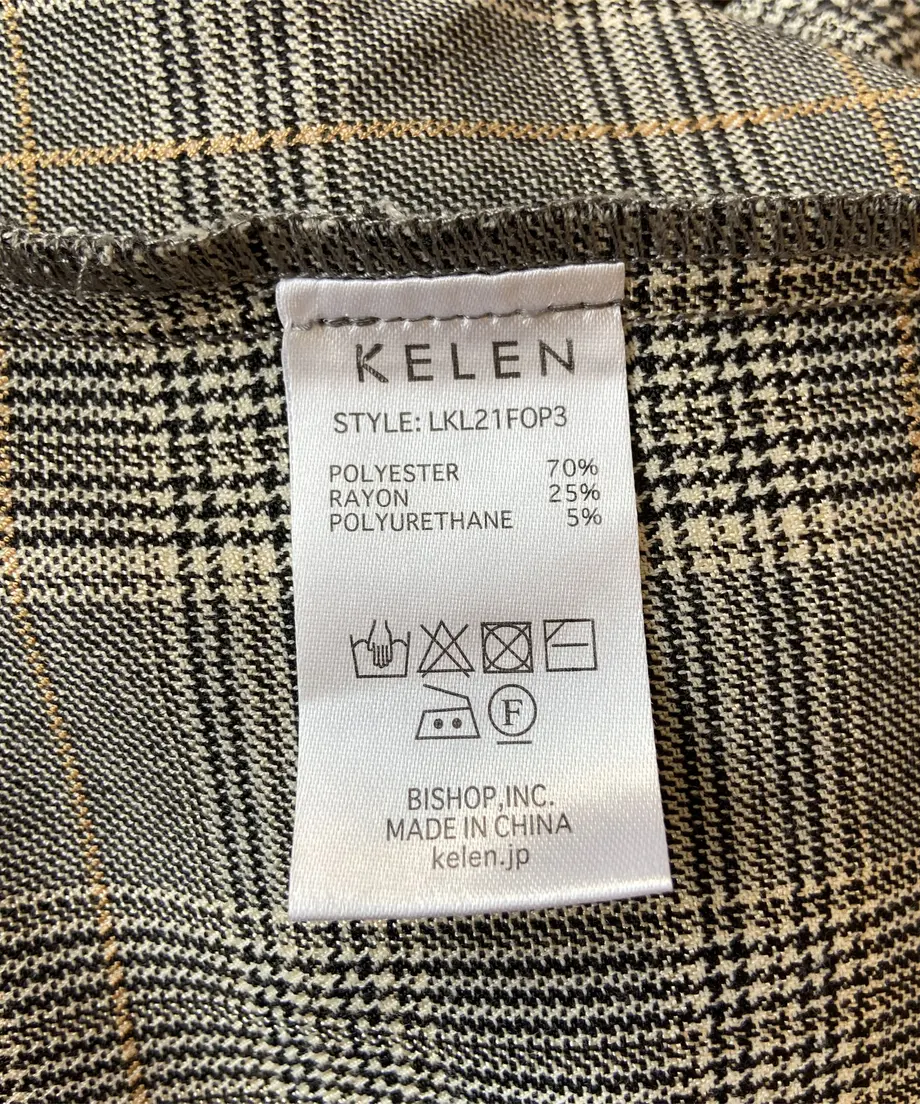 KELEN
STYLE: LKL21FOP3
POLYESTER 70%
RAYON 25%
POLYURETHANE 5%
F
BISHOP,INC.
MADE IN CHINA
kelen.jp